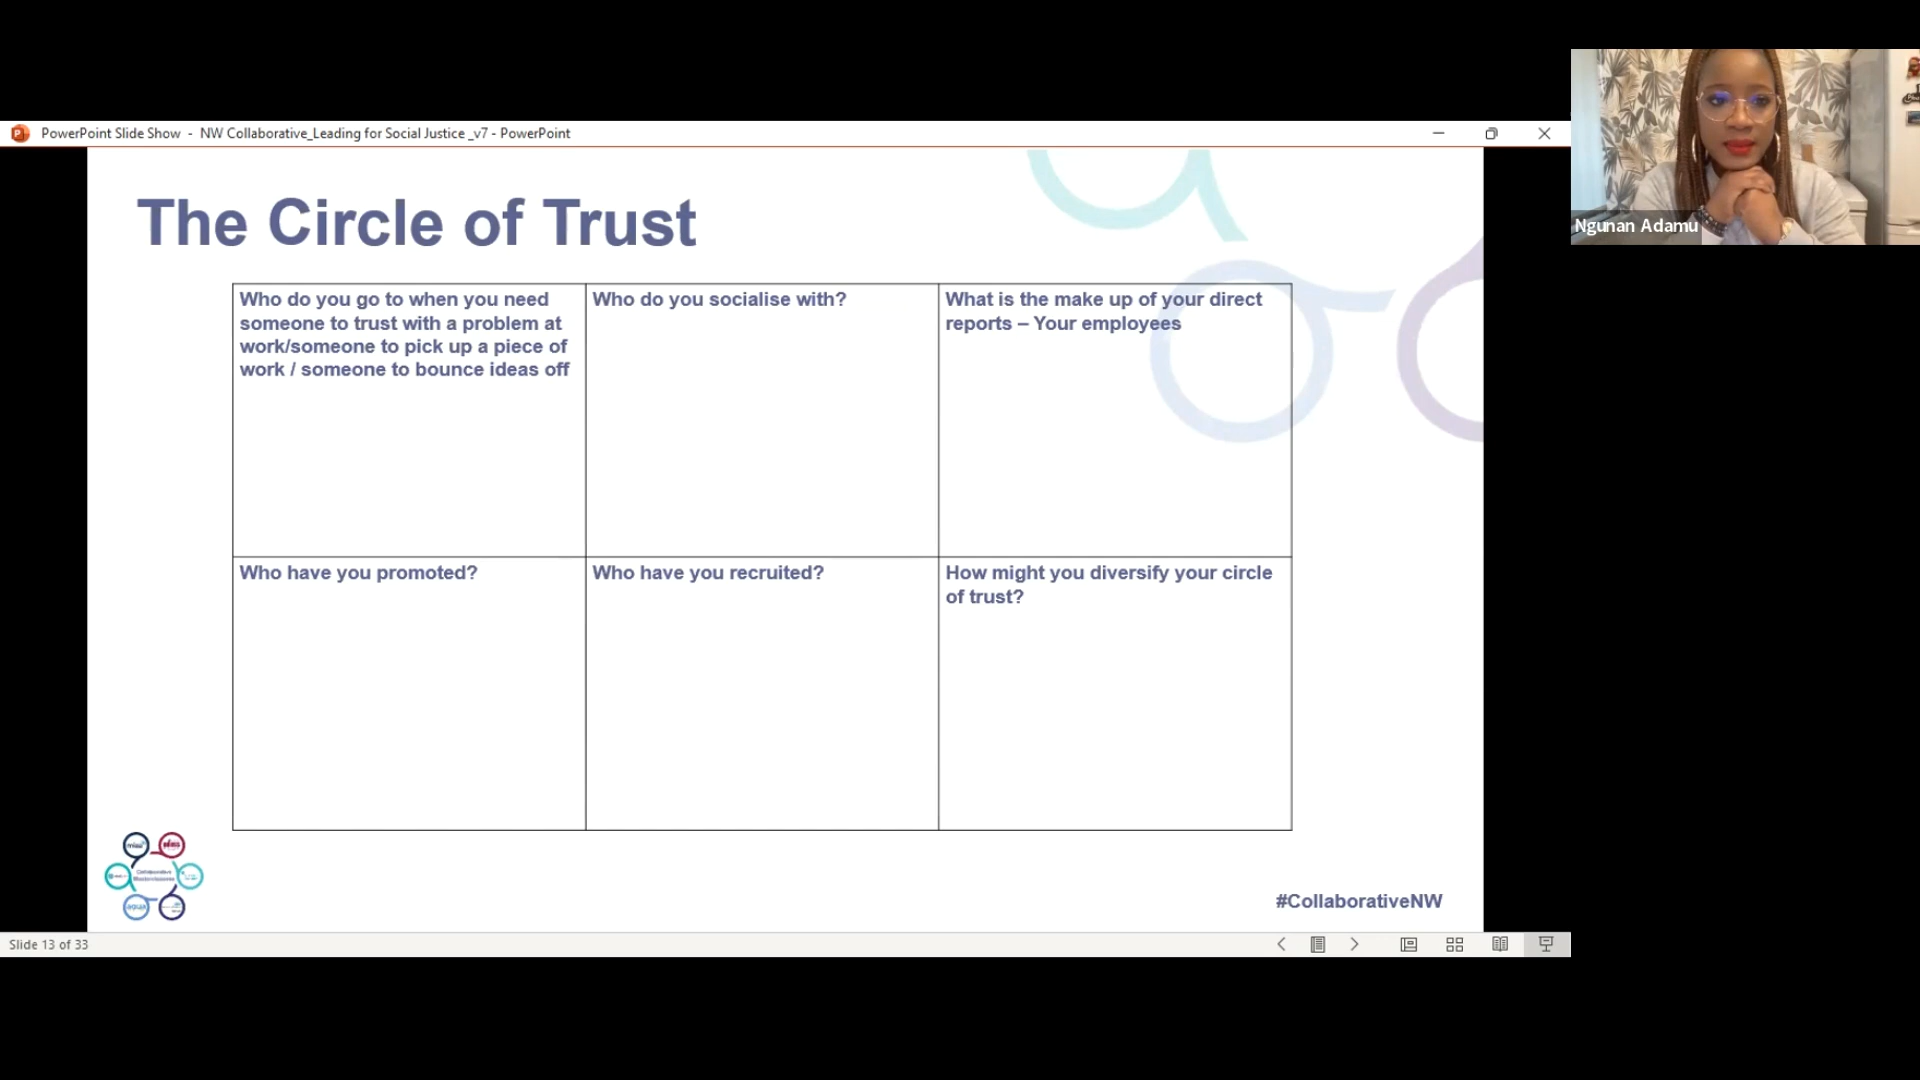 PowerPoint Slide Show - NW Collaborative_Leading for Social Justice _v7 - PowerPoint
Ngunan Adamu
The Circle of Trust
Who do you go to when you need
someone to trust with a problem at
work/someone to pick up a piece of
work / someone to bounce ideas off
Who do you socialise with?
What is the make up of your direct
reports – Your employees
Who have you promoted?
Who have you recruited?
How might you diversify your circle
of trust?
#CollaborativeNW
Slide 13 of 33